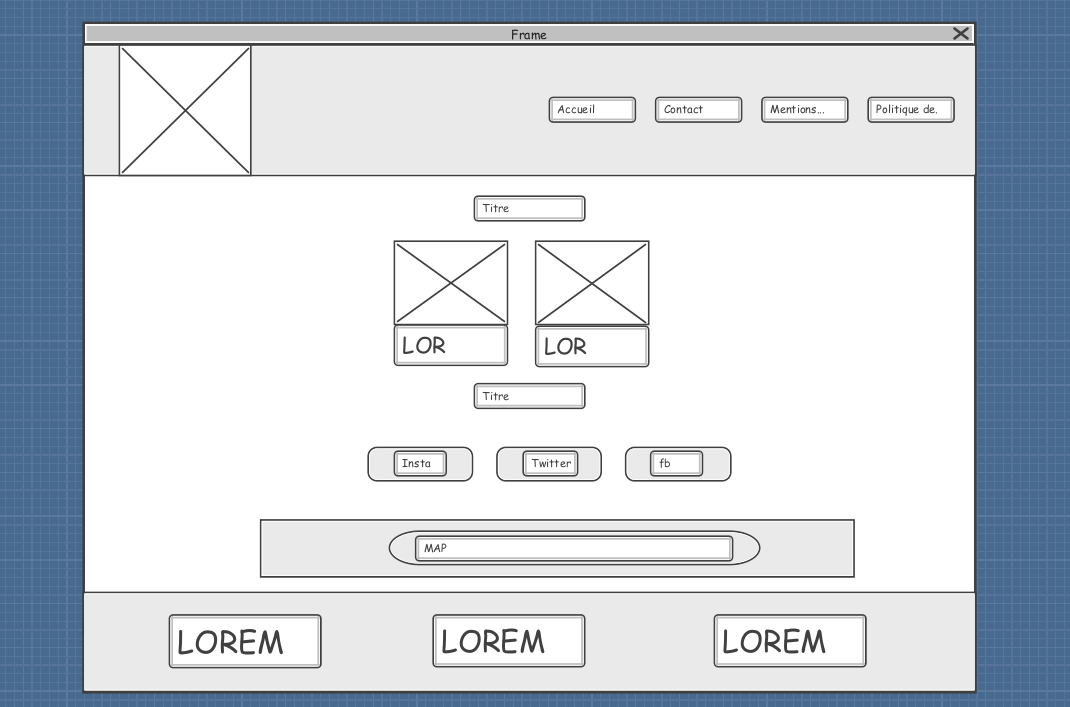 Frame
Accueil
Contact
Mentions...
Politique de.
Titre
LOR
LOR
Titre
Insta
Twitter
fb
MAP
LOREM
LOREM
LOREM